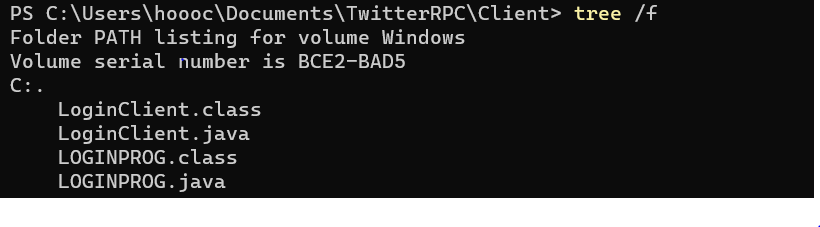 PS C:\Users\hoooc\Documents\TwitterRPC\Client> tree /f
Folder PATH listing for volume Windows
Volume serial number is BCE2-BAD5
C:.
    LoginClient.class
    LoginClient.java
    LOGINPROG.class
    LOGINPROG.java